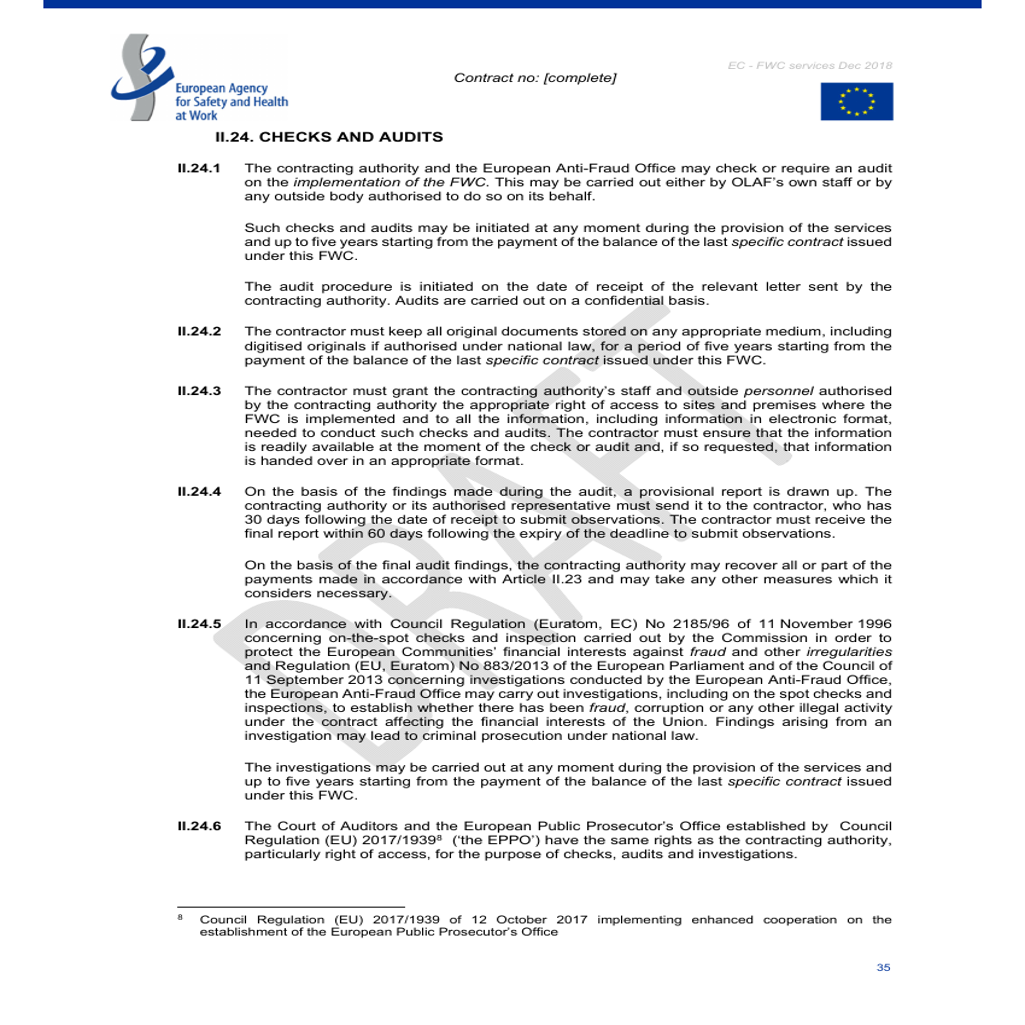 EC - FWC services Dec 2018
Contract no: [complete]
European Agency
for Safety and Health
at Work
II.24. CHECKS AND AUDITS
II.24.1 The contracting authority and the European Anti-Fraud Office may check or require an audit
on the implementation of the FWC. This may be carried out either by OLAF's own staff or by
any outside body authorised to do so on its behalf.
Such checks and audits may be initiated at any moment during the provision of the services
and up to five years starting from the payment of the balance of the last specific contract issued
under this FWC.
The audit procedure is initiated on the date of receipt of the relevant letter sent by the
contracting authority. Audits are carried out on a confidential basis.
II.24.2 The contractor must keep all original documents stored on any appropriate medium, including
digitised originals if authorised under national law, for a period of five years starting from the
payment of the balance of the last specific contract issued under this FWC.
II.24.3 The contractor must grant the contracting authority's staff and outside personnel authorised
by the contracting authority the appropriate right of access to sites and premises where the
FWC is implemented and to all the information, including information in electronic format,
needed to conduct such checks and audits. The contractor must ensure that the information
is readily available at the moment of the check or audit and, if so requested, that information
is handed over in an appropriate format.
II.24.4 On the basis of the findings made during the audit, a provisional report is drawn up. The
contracting authority or its authorised representative must send it to the contractor, who has
30 days following the date of receipt to submit observations. The contractor must receive the
final report within 60 days following the expiry of the deadline to submit observations.
On the basis of the final audit findings, the contracting authority may recover all or part of the
payments made in accordance with Article II.23 and may take any other measures which it
considers necessary.
II.24.5 In accordance with Council Regulation (Euratom, EC) No 2185/96 of 11 November 1996
concerning on-the-spot checks and inspection carried out by the Commission in order to
protect the European Communities' financial interests against fraud and other irregularities
and Regulation (EU, Euratom) No 883/2013 of the European Parliament and of the Council of
11 September 2013 concerning investigations conducted by the European Anti-Fraud Office,
the European Anti-Fraud Office may carry out investigations, including on the spot checks and
inspections, to establish whether there has been fraud, corruption or any other illegal activity
under the contract affecting the financial interests of the Union. Findings arising from an
investigation may lead to criminal prosecution under national law.
The investigations may be carried out at any moment during the provision of the services and
up to five years starting from the payment of the balance of the last specific contract issued
under this FWC.
II.24.6 The Court of Auditors and the European Public Prosecutor's Office established by Council
Regulation (EU) 2017/1939⁸ ('the EPPO') have the same rights as the contracting authority,
particularly right of access, for the purpose of checks, audits and investigations.
⁸ Council Regulation (EU) 2017/1939 of 12 October 2017 implementing enhanced cooperation on the
establishment of the European Public Prosecutor's Office
35
DRAFT